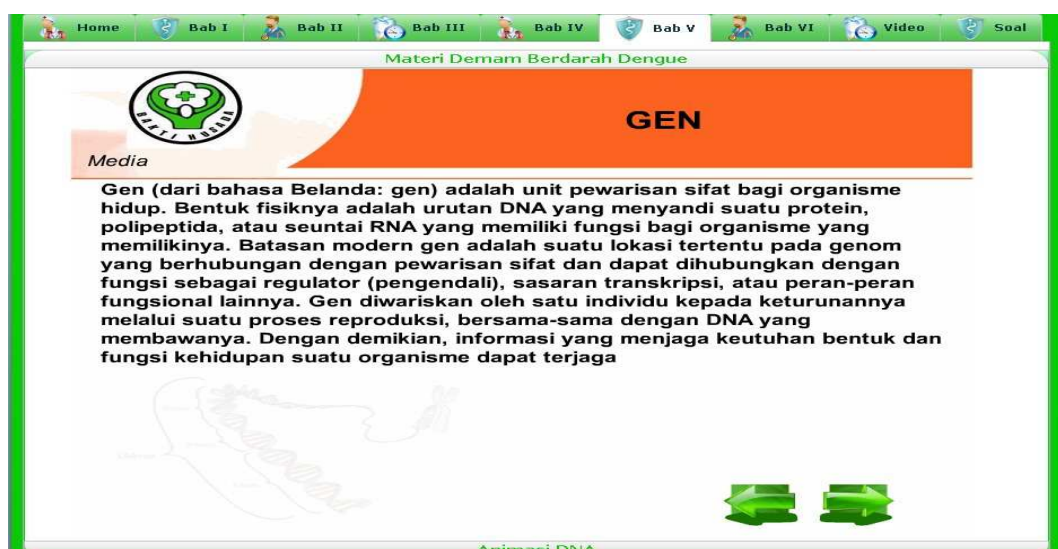 Home Bab I Bab II Bab III Bab IV Bab V Bab VI Video Soal
Materi Demam Berdarah Dengue
BAKTI HUSADA
GEN
Media
Gen (dari bahasa Belanda: gen) adalah unit pewarisan sifat bagi organisme
hidup. Bentuk fisiknya adalah urutan DNA yang menyandi suatu protein,
polipeptida, atau seuntai RNA yang memiliki fungsi bagi organisme yang
memilikinya. Batasan modern gen adalah suatu lokasi tertentu pada genom
yang berhubungan dengan pewarisan sifat dan dapat dihubungkan dengan
fungsi sebagai regulator (pengendali), sasaran transkripsi, atau peran-peran
fungsional lainnya. Gen diwariskan oleh satu individu kepada keturunannya
melalui suatu proses reproduksi, bersama-sama dengan DNA yang
membawanya. Dengan demikian, informasi yang menjaga keutuhan bentuk dan
fungsi kehidupan suatu organisme dapat terjaga
Animasi DNA